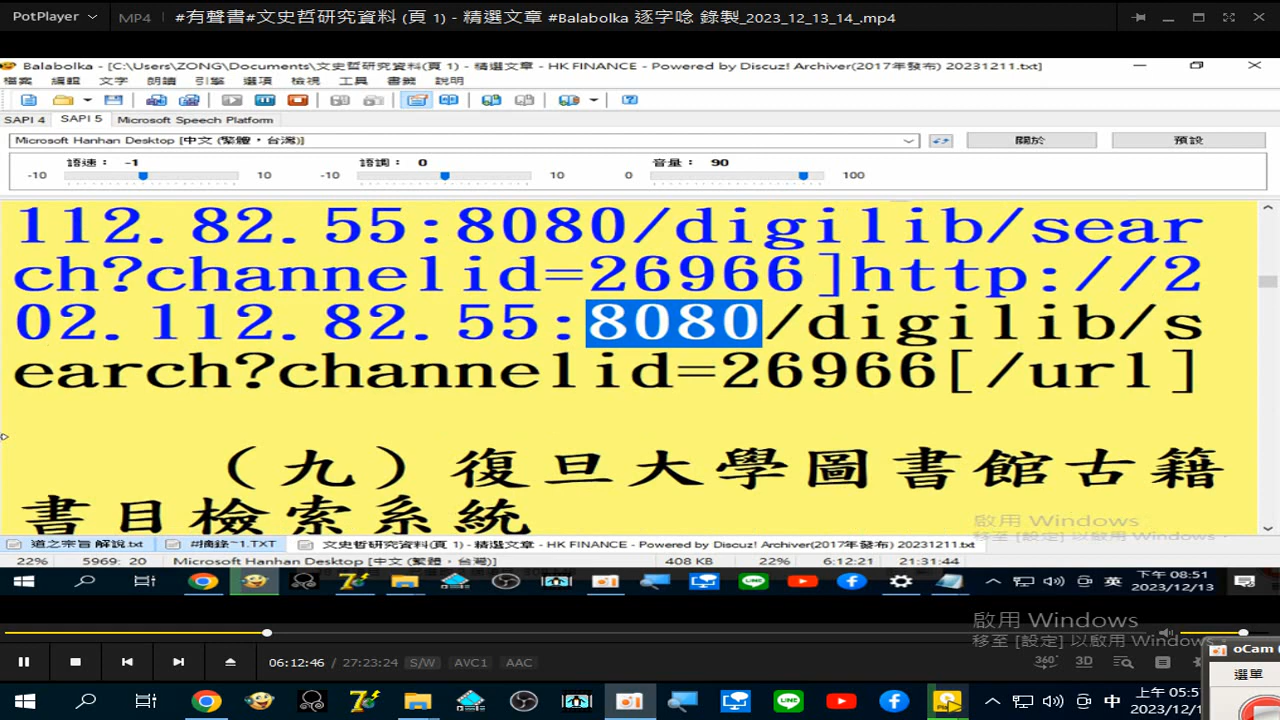 PotPlayer MP4 #有聲書#文史哲研究資料 (頁 1) - 精選文章 #Balabolka 逐字唸 錄製_2023_12_13_14_.mp4
Balabolka - [C:\Users\ZONG\Documents\文史哲研究資料(頁 1) - 精選文章 - HK FINANCE - Powered by Discuz! Archiver(2017年發布) 20231211.txt]
檔案 編輯 文字 朗讀 引擎 選項 檢視 工具 書籤 說明
SAPI 4 SAPI 5 Microsoft Speech Platform
Microsoft Hanhan Desktop [中文 (繁體，台灣)] 關於 預設
語速： -1 語調： 0 音量： 90
-10 10 -10 10 0 100
112.82.55:8080/digilib/sear
ch?channelid=26966]http://2
02.112.82.55:8080/digilib/s
earch?channelid=26966[/url]
（九）復旦大學圖書館古籍
書目檢索系統
啟用 Windows
移至 [設定] 以啟用 Windows。
道之宗旨 解說.txt #摘錄~1.TXT 文史哲研究資料(頁 1) - 精選文章 - HK FINANCE - Powered by Discuz! Archiver(2017年發布) 20231211.txt
22% 5969: 20 Microsoft Hanhan Desktop [中文 (繁體，台灣)] 408 KB 22% 6:12:21 21:31:44
英 下午 08:51
2023/12/13
啟用 Windows
移至 [設定] 以啟用 Windows。
06:12:46 / 27:23:24 S/W AVC1 AAC 360° 3D
oCam
選單
中 上午 05:5
2023/12/1